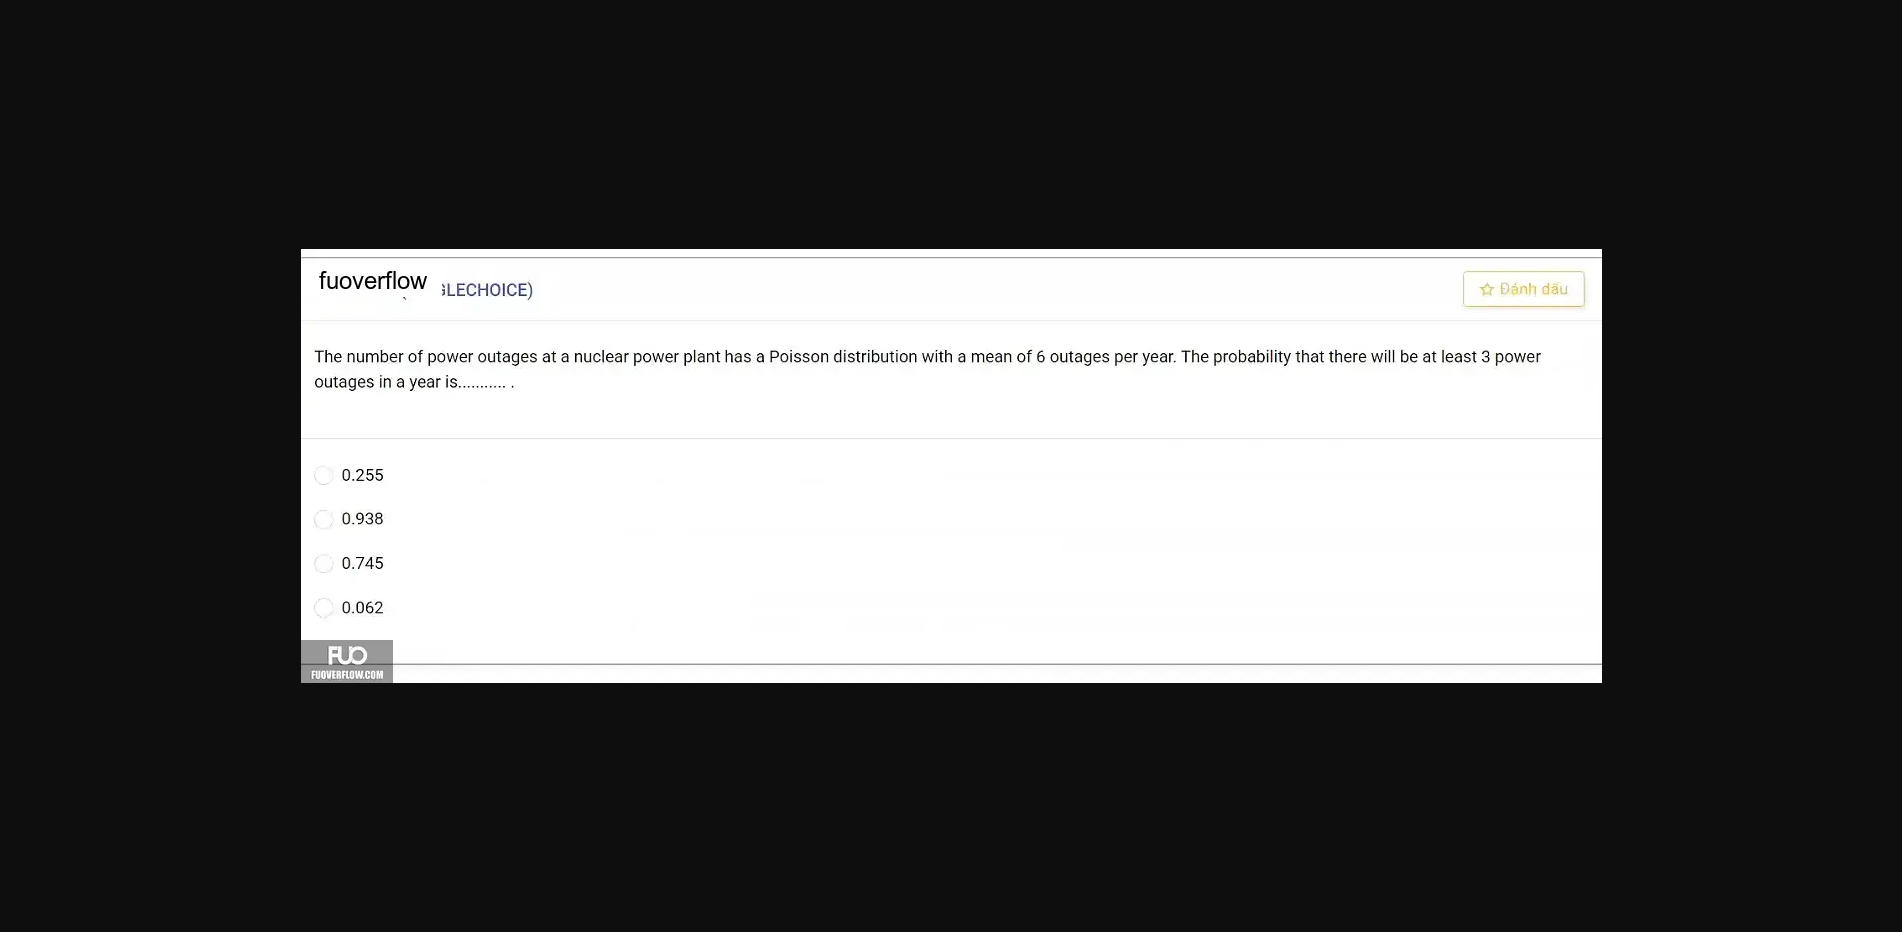 fuoverflow
GLECHOICE)
Đánh dấu
The number of power outages at a nuclear power plant has a Poisson distribution with a mean of 6 outages per year. The probability that there will be at least 3 power
outages in a year is........... .
0.255
0.938
0.745
0.062
FUO
FUOVERFLOW.COM